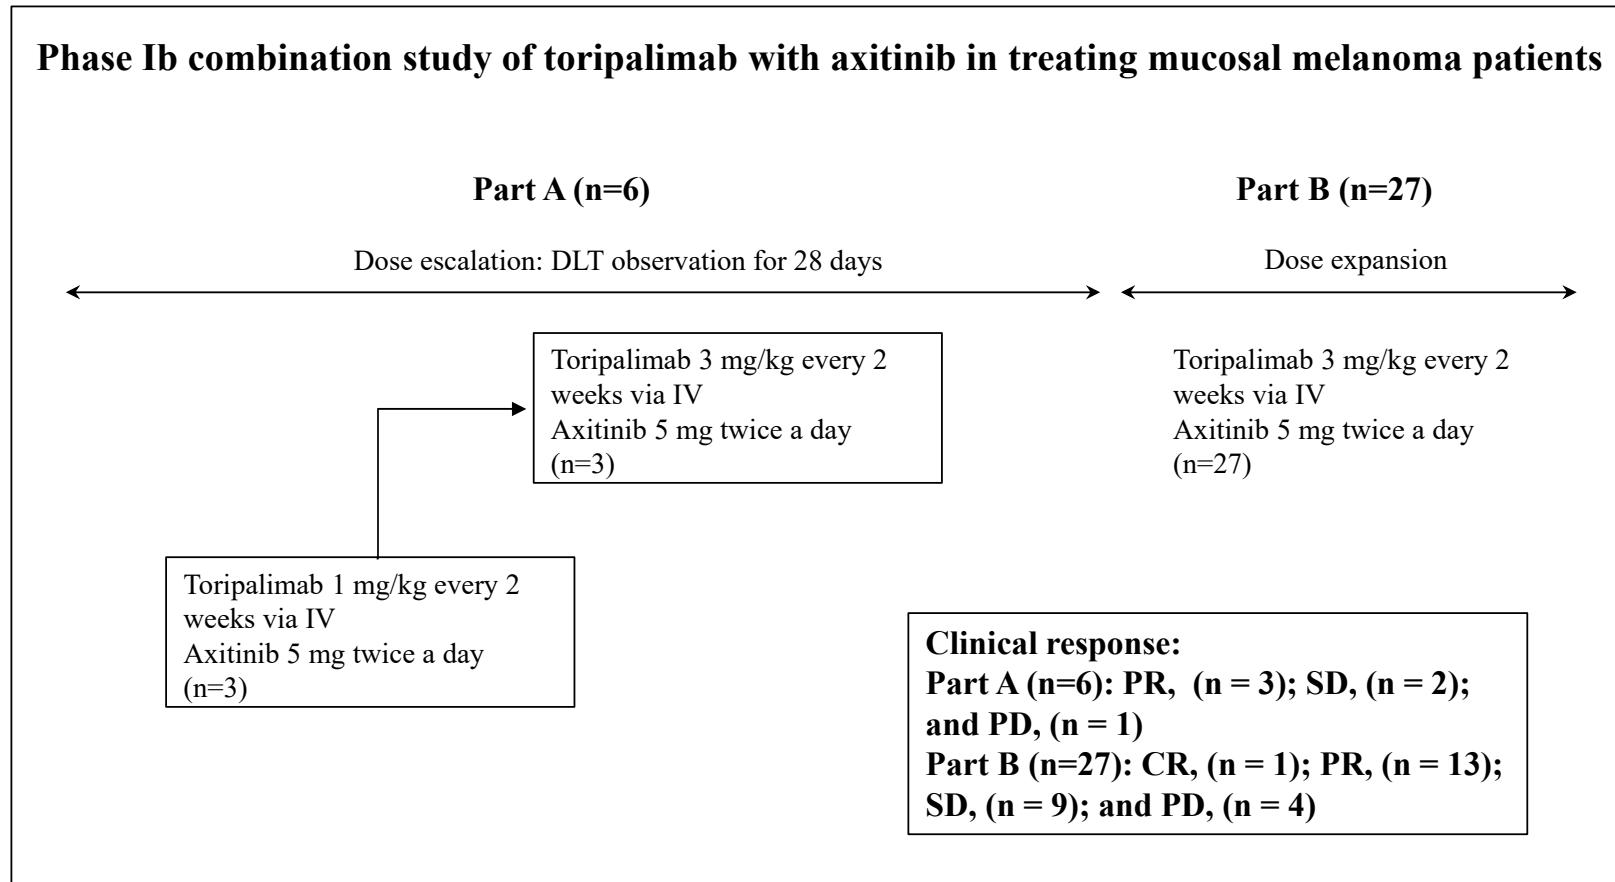 Phase Ib combination study of toripalimab with axitinib in treating mucosal melanoma patients
Part A (n=6)
Part B (n=27)
Dose escalation: DLT observation for 28 days
Dose expansion
Toripalimab 3 mg/kg every 2
weeks via IV
Axitinib 5 mg twice a day
(n=3)
Toripalimab 3 mg/kg every 2
weeks via IV
Axitinib 5 mg twice a day
(n=27)
Toripalimab 1 mg/kg every 2
weeks via IV
Axitinib 5 mg twice a day
(n=3)
Clinical response:
Part A (n=6): PR, (n = 3); SD, (n = 2);
and PD, (n = 1)
Part B (n=27): CR, (n = 1); PR, (n = 13);
SD, (n = 9); and PD, (n = 4)